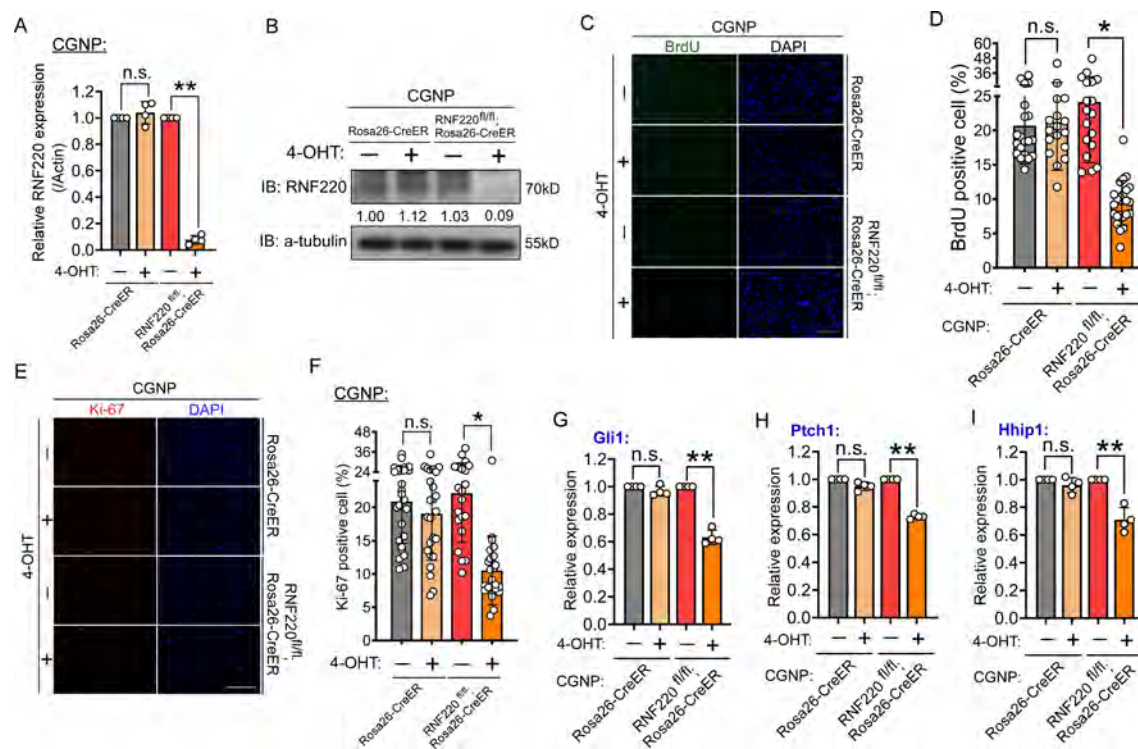 A
CGNP:
Relative RNF220 expression
(/Actin)
n.s.
**
1.2
1.0
0.8
0.6
0.4
0.2
0.0
4-OHT:
— + — +
Rosa26-CreER
RNF220 fl/fl;
Rosa26-CreER
B
CGNP
Rosa26-CreER
RNF220fl/fl;
Rosa26-CreER
4-OHT: — + — +
IB: RNF220
70kD
1.00 1.12 1.03 0.09
IB: a-tubulin
55kD
C
CGNP
BrdU DAPI
4-OHT
—
+
—
+
Rosa26-CreER
Rosa26-CreER
RNF220fl/fl;
Rosa26-CreER
Rosa26-CreER
D
BrdU positive cell (%)
n.s.
*
60
48
36
25
20
15
10
5
0
4-OHT: — + — +
CGNP:
Rosa26-CreER
RNF220 fl/fl;
Rosa26-CreER
E
CGNP
Ki-67 DAPI
4-OHT
—
+
—
+
Rosa26-CreER
Rosa26-CreER
RNF220fl/fl;
Rosa26-CreER
Rosa26-CreER
F
CGNP:
Ki-67 positive cell (%)
n.s.
*
48
36
24
20
15
10
5
0
4-OHT: — + — +
Rosa26-CreER
RNF220 fl/fl.
Rosa26-CreER
G
Gli1:
Relative expression
n.s.
**
1.2
1.0
0.8
0.6
0.4
0.2
0.0
4-OHT: — + — +
CGNP:
Rosa26-CreER
RNF220 fl/fl;
Rosa26-CreER
H
Ptch1:
Relative expression
n.s.
**
1.2
1.0
0.8
0.6
0.4
0.2
0.0
4-OHT: — + — +
CGNP:
Rosa26-CreER
RNF220 fl/fl;
Rosa26-CreER
I
Hhip1:
Relative expression
n.s.
**
1.2
1.0
0.8
0.6
0.4
0.2
0.0
4-OHT: — + — +
CGNP:
Rosa26-CreER
RNF220 fl/fl;
Rosa26-CreER